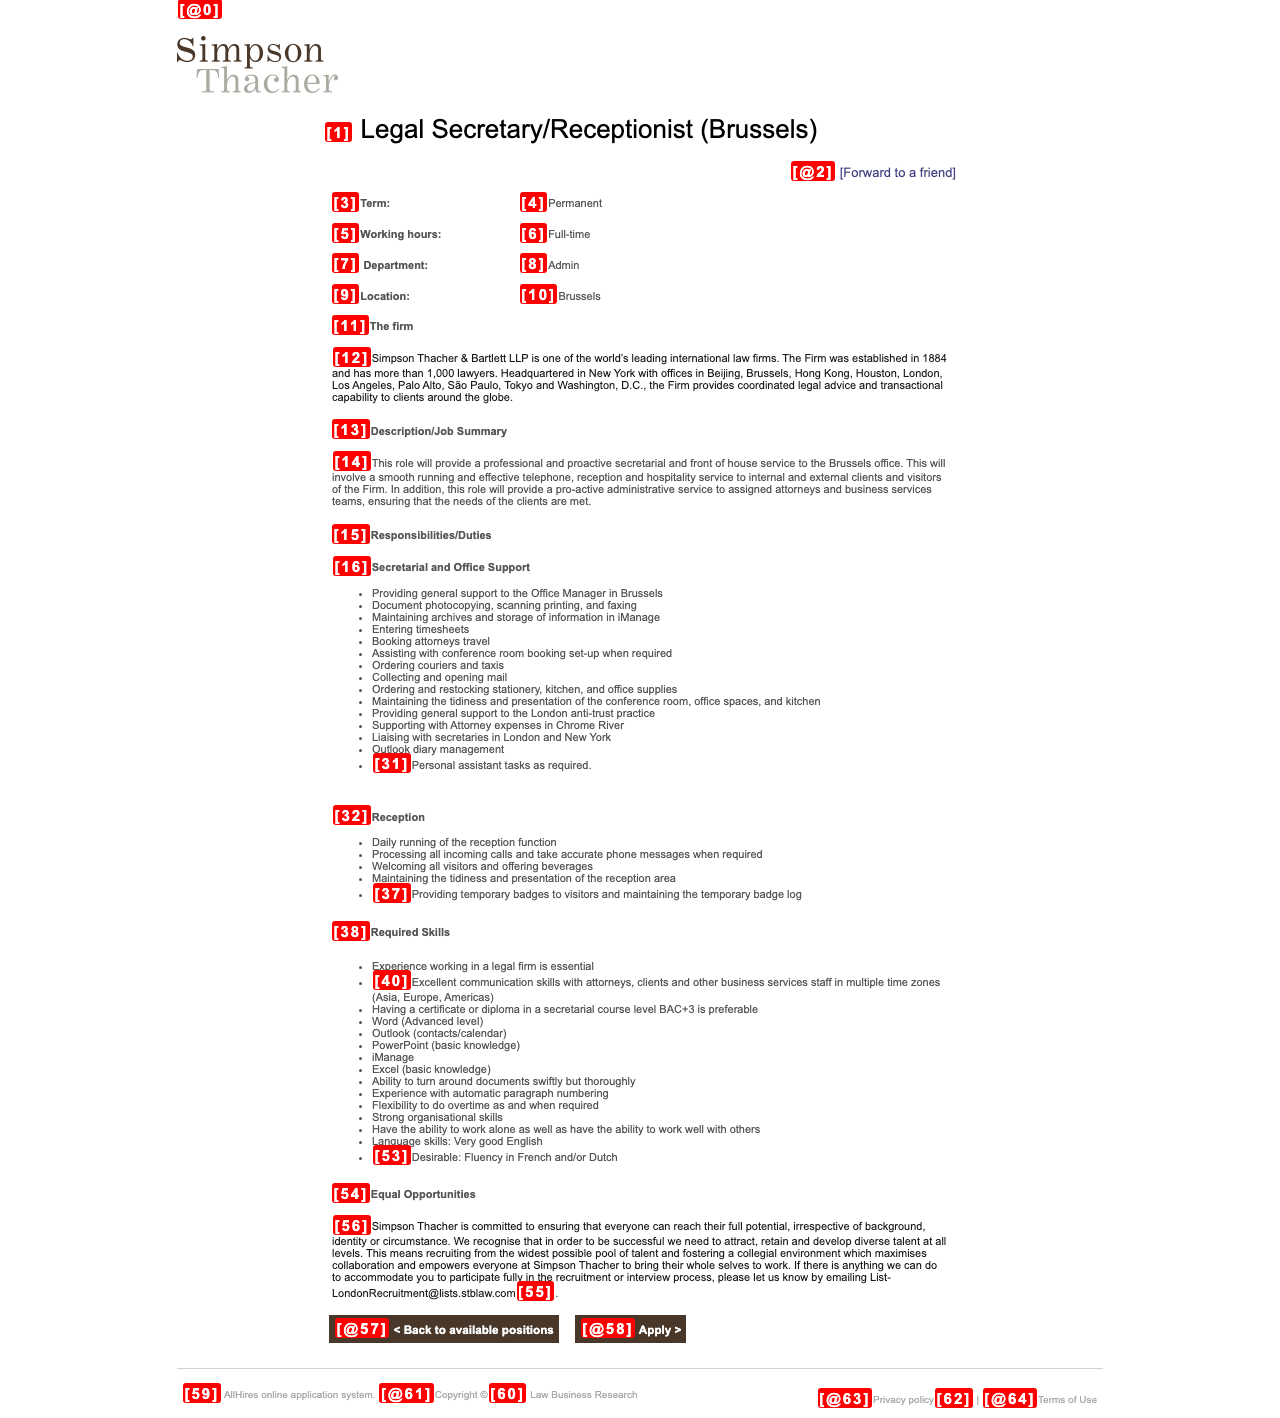 [@0]
Simpson
Thacher
[1] Legal Secretary/Receptionist (Brussels)
[@2] [Forward to a friend]
[3] Term: [4] Permanent
[5] Working hours: [6] Full-time
[7] Department: [8] Admin
[9] Location: [10] Brussels
[11] The firm
[12] Simpson Thacher & Bartlett LLP is one of the world's leading international law firms. The Firm was established in 1884
and has more than 1,000 lawyers. Headquartered in New York with offices in Beijing, Brussels, Hong Kong, Houston, London,
Los Angeles, Palo Alto, São Paulo, Tokyo and Washington, D.C., the Firm provides coordinated legal advice and transactional
capability to clients around the globe.
[13] Description/Job Summary
[14] This role will provide a professional and proactive secretarial and front of house service to the Brussels office. This will
involve a smooth running and effective telephone, reception and hospitality service to internal and external clients and visitors
of the Firm. In addition, this role will provide a pro-active administrative service to assigned attorneys and business services
teams, ensuring that the needs of the clients are met.
[15] Responsibilities/Duties
[16] Secretarial and Office Support
• Providing general support to the Office Manager in Brussels
• Document photocopying, scanning printing, and faxing
• Maintaining archives and storage of information in iManage
• Entering timesheets
• Booking attorneys travel
• Assisting with conference room booking set-up when required
• Ordering couriers and taxis
• Collecting and opening mail
• Ordering and restocking stationery, kitchen, and office supplies
• Maintaining the tidiness and presentation of the conference room, office spaces, and kitchen
• Providing general support to the London anti-trust practice
• Supporting with Attorney expenses in Chrome River
• Liaising with secretaries in London and New York
• Outlook diary management
• [31] Personal assistant tasks as required.
[32] Reception
• Daily running of the reception function
• Processing all incoming calls and take accurate phone messages when required
• Welcoming all visitors and offering beverages
• Maintaining the tidiness and presentation of the reception area
• [37] Providing temporary badges to visitors and maintaining the temporary badge log
[38] Required Skills
• Experience working in a legal firm is essential
• [40] Excellent communication skills with attorneys, clients and other business services staff in multiple time zones
(Asia, Europe, Americas)
• Having a certificate or diploma in a secretarial course level BAC+3 is preferable
• Word (Advanced level)
• Outlook (contacts/calendar)
• PowerPoint (basic knowledge)
• iManage
• Excel (basic knowledge)
• Ability to turn around documents swiftly but thoroughly
• Experience with automatic paragraph numbering
• Flexibility to do overtime as and when required
• Strong organisational skills
• Have the ability to work alone as well as have the ability to work well with others
• Language skills: Very good English
• [53] Desirable: Fluency in French and/or Dutch
[54] Equal Opportunities
[56] Simpson Thacher is committed to ensuring that everyone can reach their full potential, irrespective of background,
identity or circumstance. We recognise that in order to be successful we need to attract, retain and develop diverse talent at all
levels. This means recruiting from the widest possible pool of talent and fostering a collegial environment which maximises
collaboration and empowers everyone at Simpson Thacher to bring their whole selves to work. If there is anything we can do
to accommodate you to participate fully in the recruitment or interview process, please let us know by emailing List-
LondonRecruitment@lists.stblaw.com [55] .
[@57] < Back to available positions [@58] Apply >
[59] AllHires online application system. [@61] Copyright © [60] Law Business Research
[@63] Privacy policy [62] | [@64] Terms of Use